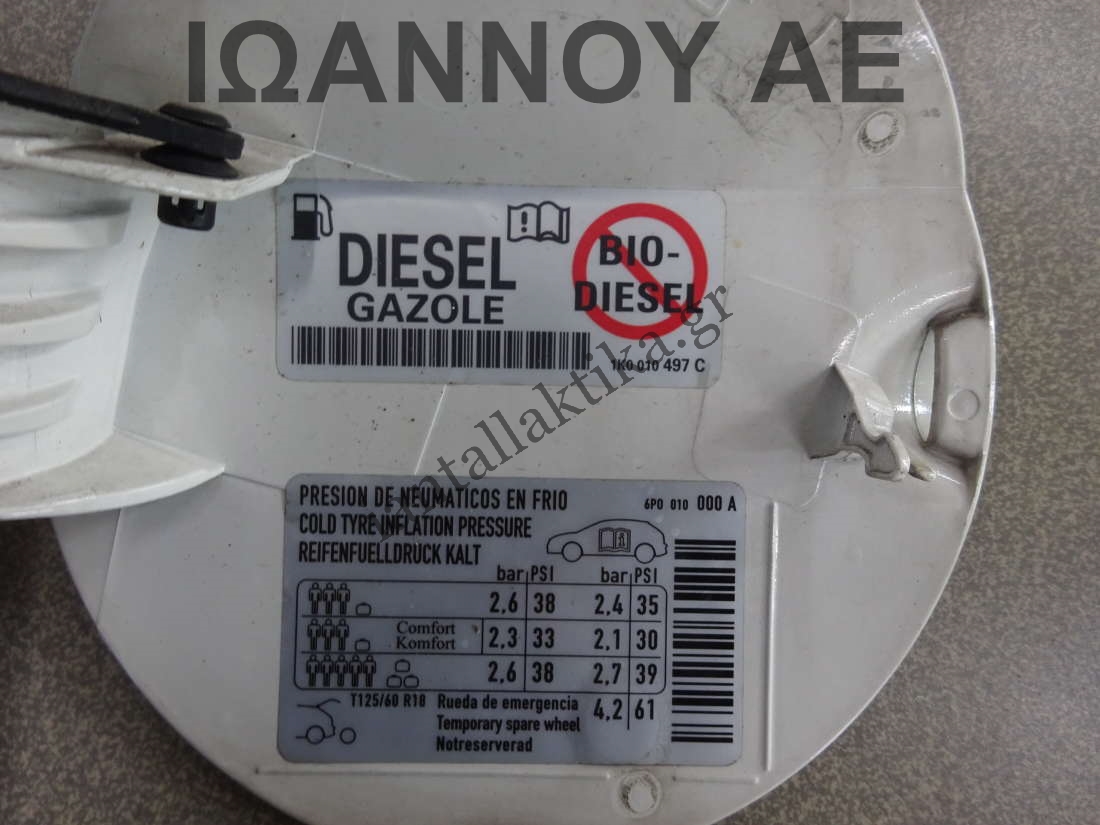 ΙΩΑΝΝΟΥ ΑΕ
DIESEL
GAZOLE
BIO-
DIESEL
1K0 010 497 C
PRESION DE NEUMATICOS EN FRIO
6P0 010 000 A
COLD TYRE INFLATION PRESSURE
REIFENFUELLDRUCK KALT
bar PSI bar PSI
2,6 38 2,4 35
Comfort
Komfort 2,3 33 2,1 30
2,6 38 2,7 39
T125/60 R18 Rueda de emergencia
Temporary spare wheel 4,2 61
Notreserverad
iantallaktika.gr